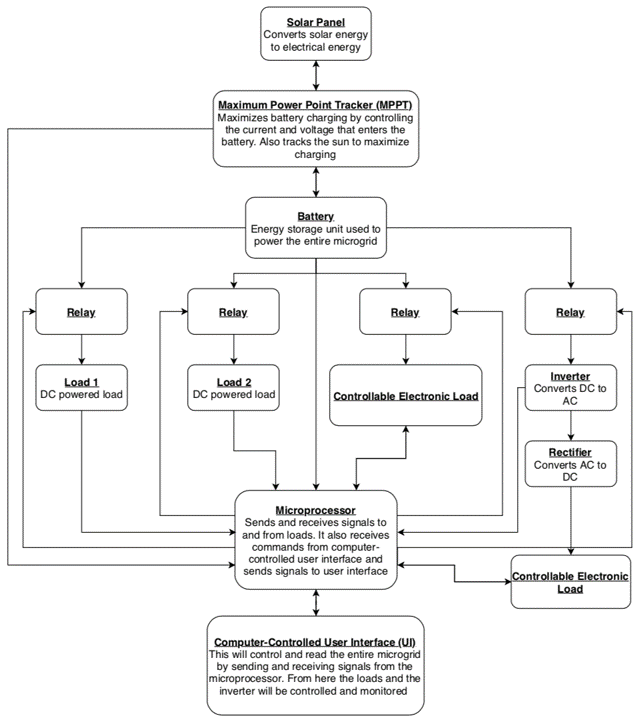 Solar Panel
Converts solar energy
to electrical energy
Maximum Power Point Tracker (MPPT)
Maximizes battery charging by controlling
the current and voltage that enters the
battery. Also tracks the sun to maximize
charging
Battery
Energy storage unit used to
power the entire microgrid
Relay
Relay
Relay
Relay
Load 1
DC powered load
Load 2
DC powered load
Controllable Electronic Load
Inverter
Converts DC to
AC
Rectifier
Converts AC to
DC
Microprocessor
Sends and receives signals to
and from loads. It also receives
commands from computer-
controlled user interface and
sends signals to user interface
Controllable Electronic
Load
Computer-Controlled User Interface (UI)
This will control and read the entire microgrid
by sending and receiving signals from the
microprocessor. From here the loads and the
inverter will be controlled and monitored